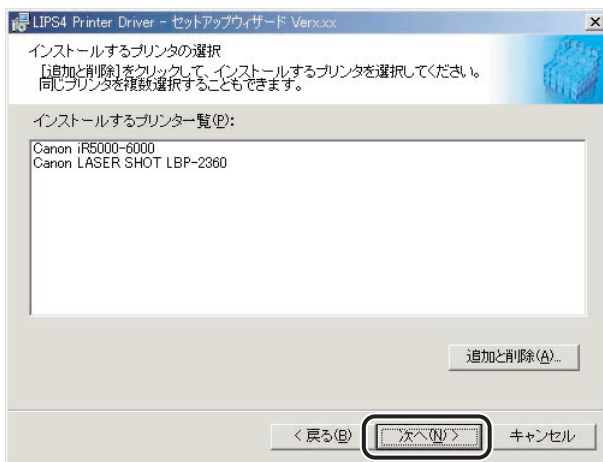 LIPS4 Printer Driver - セットアップウィザード Verx.xx
インストールするプリンタの選択
[追加と削除]をクリックして、インストールするプリンタを選択してください。
同じプリンタを複数選択することもできます。
インストールするプリンター覧(P):
Canon iR5000-6000
Canon LASER SHOT LBP-2360
追加と削除(A)...
< 戻る(B)
次へ(N) >
キャンセル